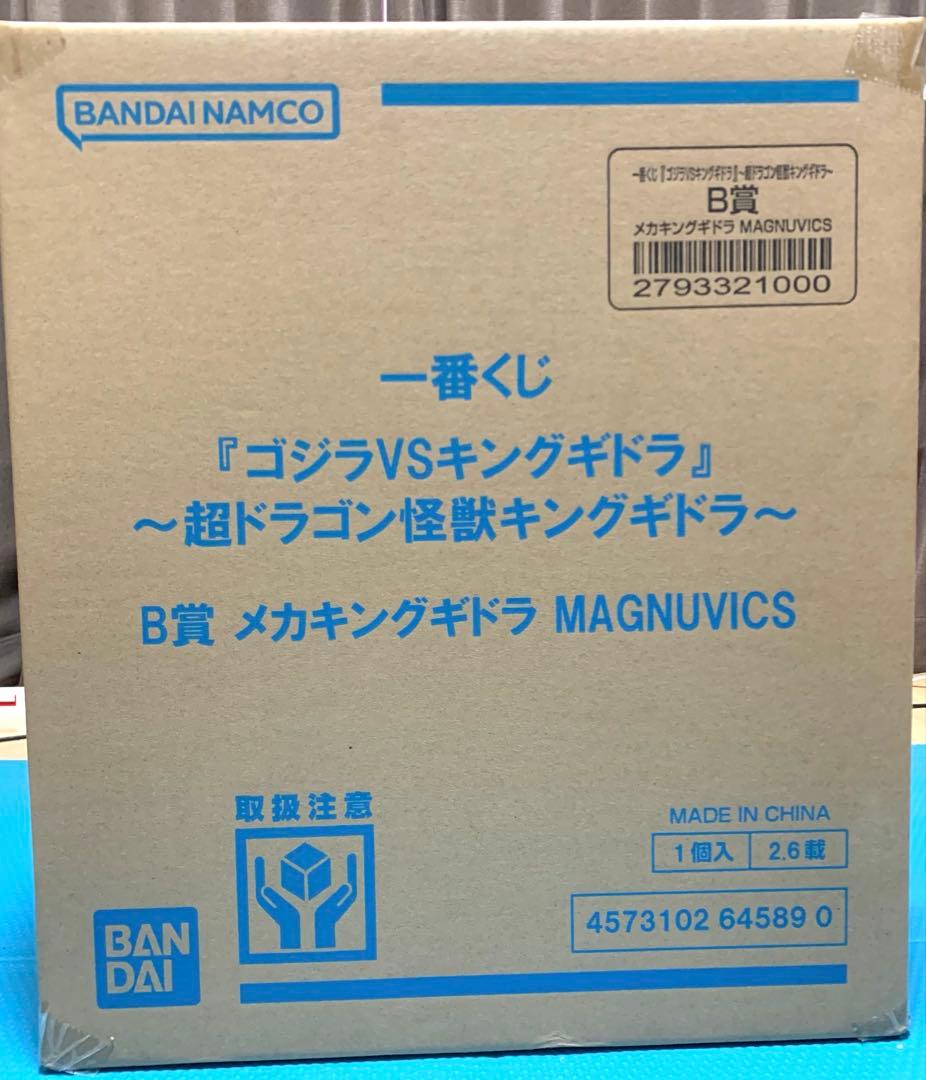 BANDAI NAMCO
一番くじ『ゴジラVSキングギドラ』～超ドラゴン怪獣キングギドラ～
B賞
メカキングギドラ MAGNUVICS
2793321000
一番くじ
『ゴジラVSキングギドラ』
～超ドラゴン怪獣キングギドラ～
B賞 メカキングギドラ MAGNUVICS
取扱注意
MADE IN CHINA
1個入 2.6載
4573102 64589 0
BAN
DAI